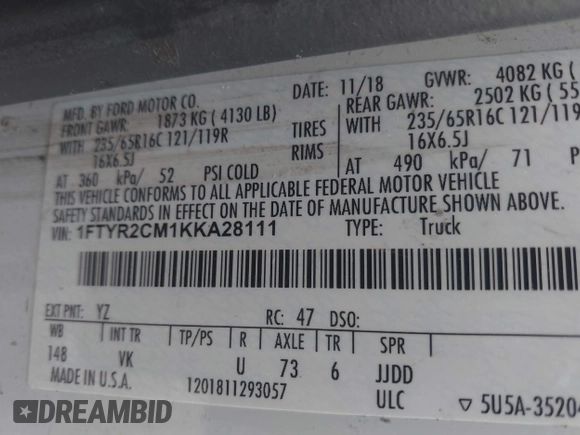 MFD. BY FORD MOTOR CO.
DATE: 11/18 GVWR: 4082 KG (
FRONT GAWR: 1873 KG ( 4130 LB)
REAR GAWR: 2502 KG ( 55
WITH 235/65R16C 121/119R TIRES
WITH 235/65R16C 121/119
16X6.5J RIMS 16X6.5J
AT 360 kPa/ 52 PSI COLD
AT 490 kPa/ 71 PSI
THIS VEHICLE CONFORMS TO ALL APPLICABLE FEDERAL MOTOR VEHICLE
SAFETY STANDARDS IN EFFECT ON THE DATE OF MANUFACTURE SHOWN ABOVE.
VIN: 1FTYR2CM1KKA28111 TYPE: Truck
EXT PNT: YZ RC: 47 DSO:
WB INT TR TP/PS R AXLE TR SPR
148 VK U 73 6 JJDD
MADE IN U.S.A. 1201811293057 ULC
▽ 5U5A-35204
DISMISSED.COM